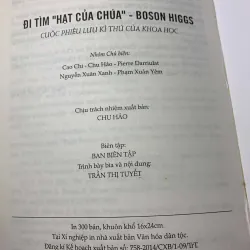 ĐI TÌM "HẠT CỦA CHÚA" - BOSON HIGGS
CUỘC PHIÊU LƯU KÌ THÚ CỦA KHOA HỌC
Nhóm Chủ biên:
Cao Chi - Chu Hảo - Pierre Darriulat
Nguyễn Xuân Xanh - Phạm Xuân Yêm
Chịu trách nhiệm xuất bản:
CHU HẢO
Biên tập:
BAN BIÊN TẬP
Trình bày bìa và nội dung:
TRẦN THỊ TUYẾT
In 300 bản, khuôn khổ 16x24cm
Tại Xí nghiệp in nhà xuất bản Văn hóa dân tộc.
Đăng kí Kế hoạch xuất bản số: 758-2014/CXB/1-09/TrT.